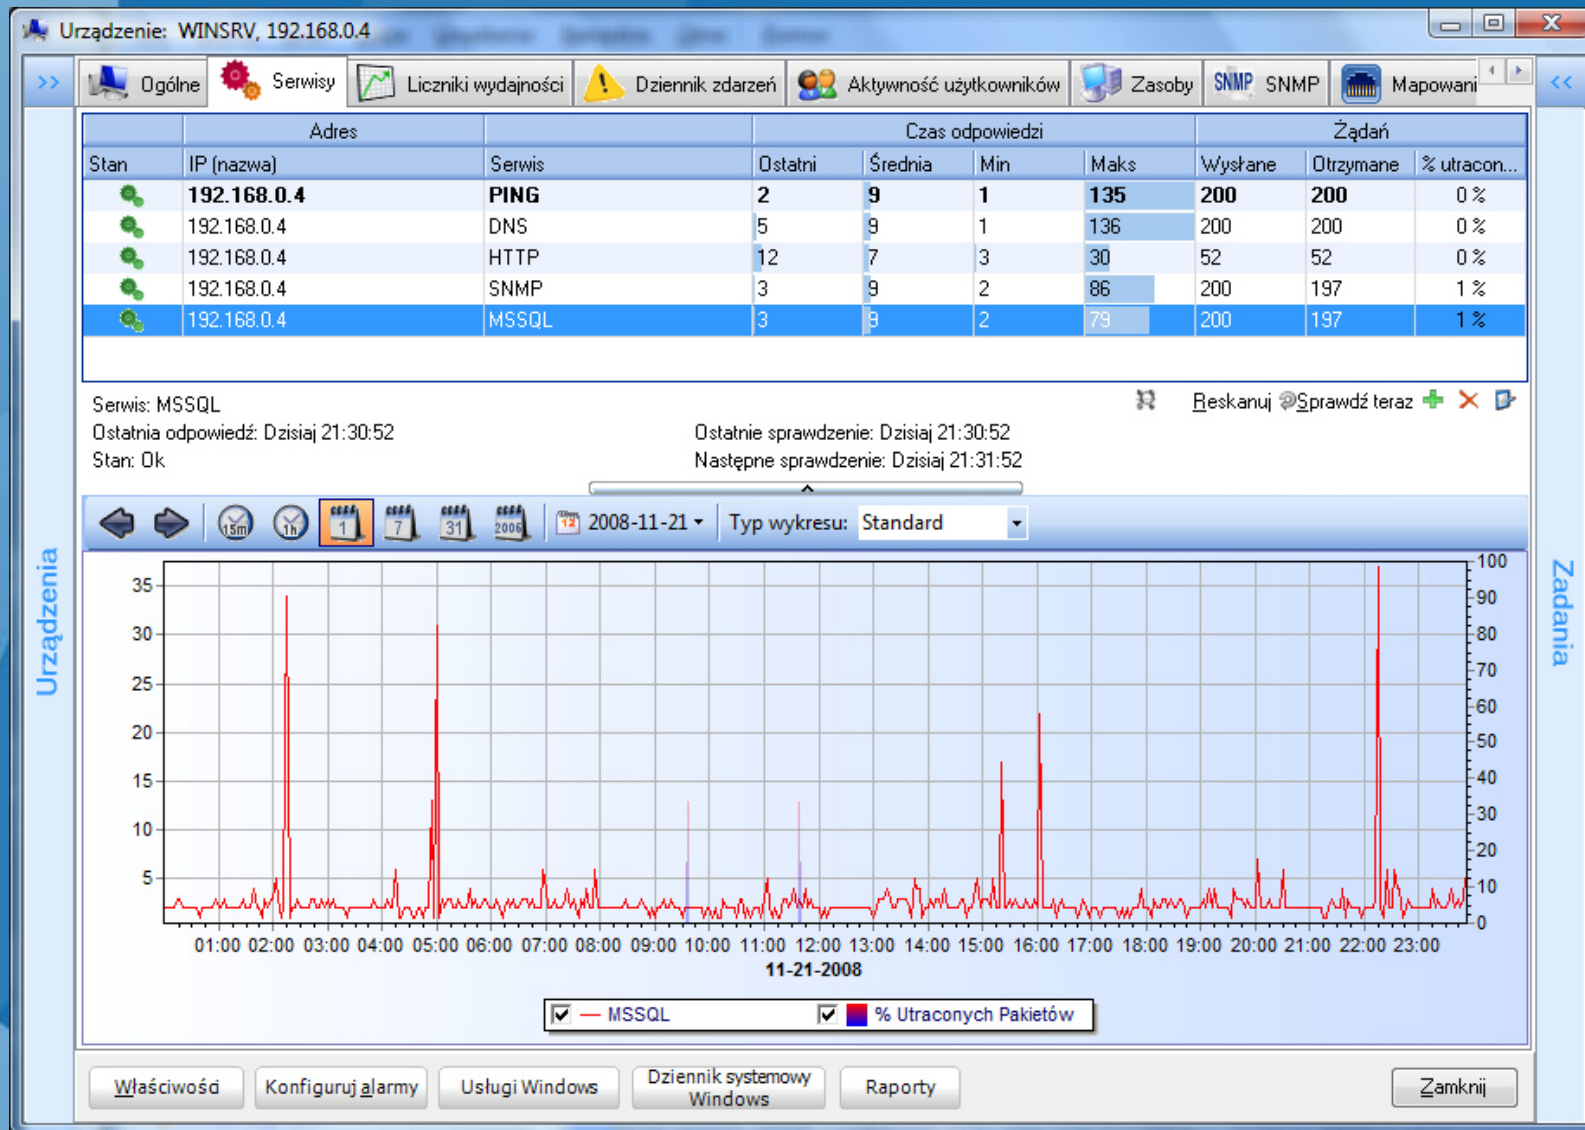 Urządzenie: WINSRV, 192.168.0.4
>> Ogólne Serwisy Liczniki wydajności Dziennik zdarzeń Aktywność użytkowników Zasoby SNMP SNMP Mapowani <<
Adres Czas odpowiedzi Żądań
Stan IP (nazwa) Serwis Ostatni Średnia Min Maks Wysłane Otrzymane % utracon...
192.168.0.4 PING 2 9 1 135 200 200 0 %
192.168.0.4 DNS 5 9 1 136 200 200 0 %
192.168.0.4 HTTP 12 7 3 30 52 52 0 %
192.168.0.4 SNMP 3 9 2 86 200 197 1 %
192.168.0.4 MSSQL 3 9 2 79 200 197 1 %
Serwis: MSSQL
Reskanuj Sprawdź teraz
Ostatnia odpowiedź: Dzisiaj 21:30:52 Ostatnie sprawdzenie: Dzisiaj 21:30:52
Stan: Ok Następne sprawdzenie: Dzisiaj 21:31:52
15m 1h 1 7 31 2006 12 2008-11-21 Typ wykresu: Standard
Urządzenia
Zadania
35
30
25
20
15
10
5
100
90
80
70
60
50
40
30
20
10
0
01:00 02:00 03:00 04:00 05:00 06:00 07:00 08:00 09:00 10:00 11:00 12:00 13:00 14:00 15:00 16:00 17:00 18:00 19:00 20:00 21:00 22:00 23:00
11-21-2008
MSSQL % Utraconych Pakietów
Właściwości Konfiguruj alarmy Usługi Windows Dziennik systemowy Windows Raporty Zamknij